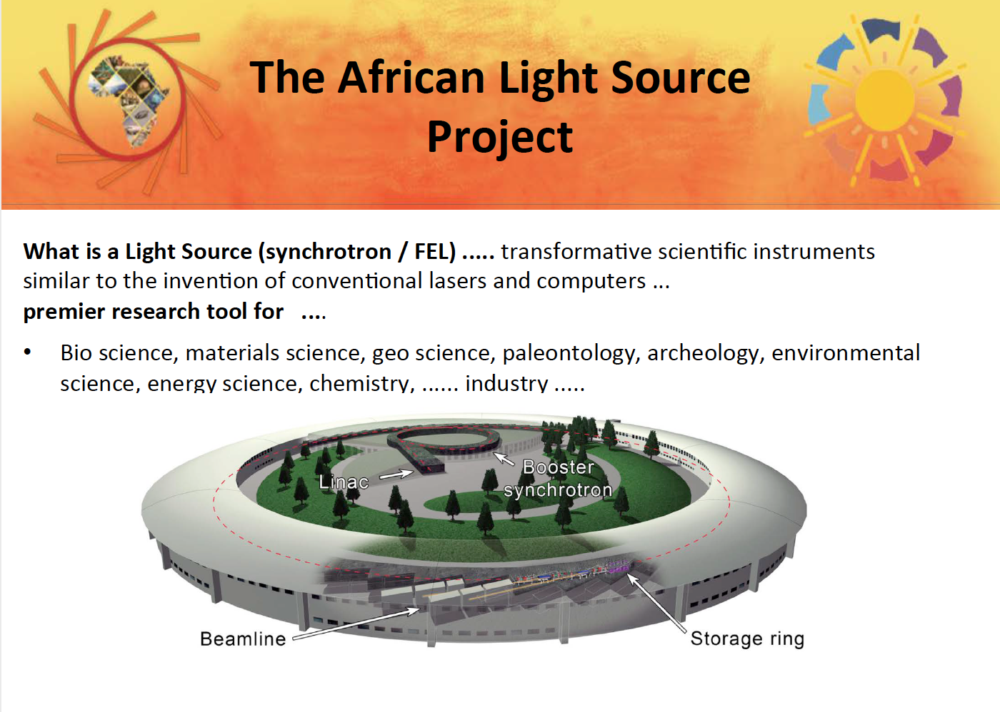 The African Light Source
Project
What is a Light Source (synchrotron / FEL) ..... transformative scientific instruments
similar to the invention of conventional lasers and computers ...
premier research tool for ....
• Bio science, materials science, geo science, paleontology, archeology, environmental
science, energy science, chemistry, ...... industry .....
Linac
Booster
synchrotron
Beamline
Storage ring